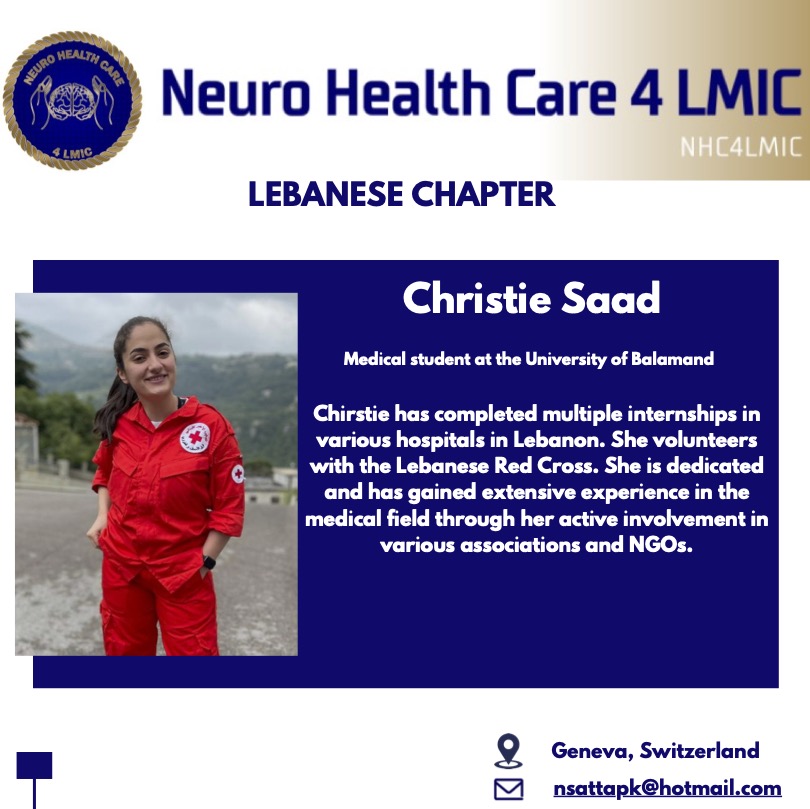 NEURO HEALTH CARE
4 LMIC
Neuro Health Care 4 LMIC
NHC4LMIC
LEBANESE CHAPTER
Christie Saad
Medical student at the University of Balamand
Chirstie has completed multiple internships in
various hospitals in Lebanon. She volunteers
with the Lebanese Red Cross. She is dedicated
and has gained extensive experience in the
medical field through her active involvement in
various associations and NGOs.
Geneva, Switzerland
nsattapk@hotmail.com